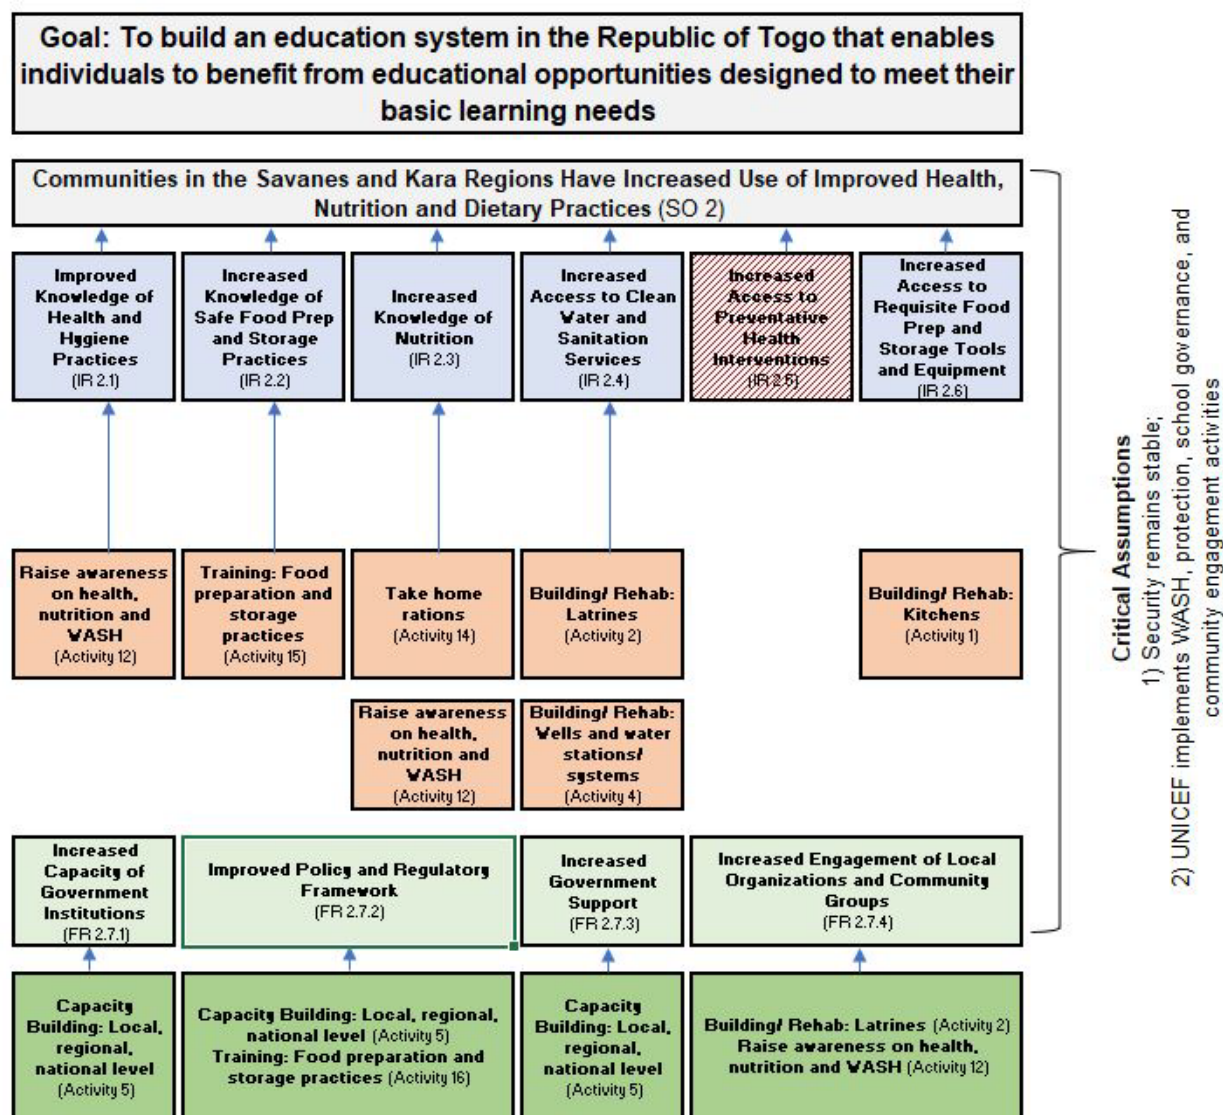 Goal: To build an education system in the Republic of Togo that enables
individuals to benefit from educational opportunities designed to meet their
basic learning needs
Communities in the Savanes and Kara Regions Have Increased Use of Improved Health,
Nutrition and Dietary Practices (SO 2)
Improved
Knowledge of
Health and
Hygiene
Practices
(IR 2.1)
Increased
Knowledge of
Safe Food Prep
and Storage
Practices
(IR 2.2)
Increased
Knowledge of
Nutrition
(IR 2.3)
Increased
Access to Clean
Water and
Sanitation
Services
(IR 2.4)
Increased
Access to
Preventative
Health
Interventions
(IR 2.5)
Increased
Access to
Requisite Food
Prep and
Storage Tools
and Equipment
(IR 2.6)
Raise awareness
on health,
nutrition and
WASH
(Activity 12)
Training: Food
preparation and
storage
practices
(Activity 15)
Take home
rations
(Activity 14)
Building/ Rehab:
Latrines
(Activity 2)
Building/ Rehab:
Kitchens
(Activity 1)
Raise awareness
on health,
nutrition and
WASH
(Activity 12)
Building/ Rehab:
Wells and water
stations/
systems
(Activity 4)
Increased
Capacity of
Government
Institutions
(FR 2.7.1)
Improved Policy and Regulatory
Framework
(FR 2.7.2)
Increased
Government
Support
(FR 2.7.3)
Increased Engagement of Local
Organizations and Community
Groups
(FR 2.7.4)
Capacity
Building: Local,
regional,
national level
(Activity 5)
Capacity Building: Local, regional,
national level (Activity 5)
Training: Food preparation and
storage practices (Activity 16)
Capacity
Building: Local,
regional,
national level
(Activity 5)
Building/ Rehab: Latrines (Activity 2)
Raise awareness on health,
nutrition and WASH (Activity 12)
Critical Assumptions
1) Security remains stable;
2) UNICEF implements WASH, protection, school governance, and
community engagement activities